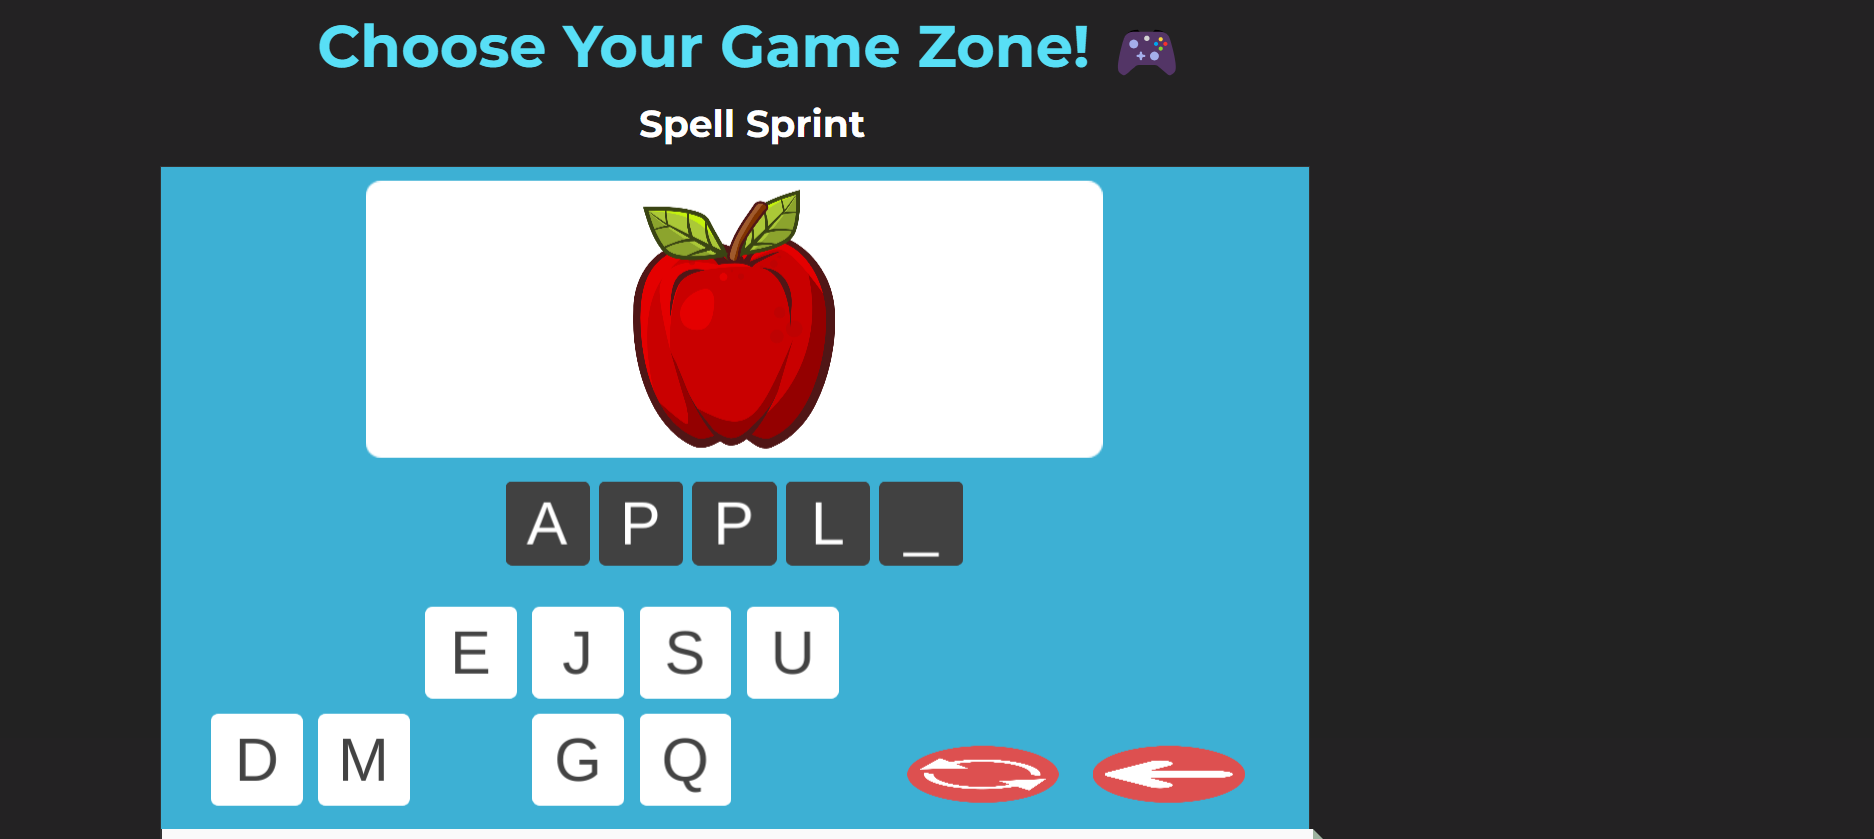 Choose Your Game Zone!
Spell Sprint
A P P L _
E J S U
D M G Q